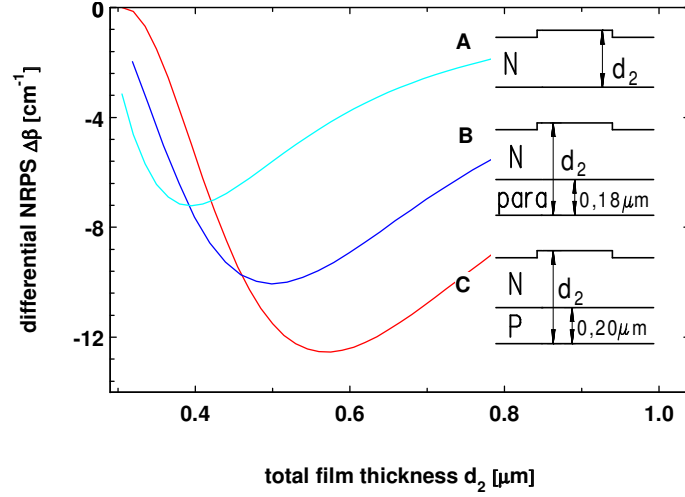 differential NRPS Δβ [cm⁻¹]
0
-4
-8
-12
0.4
0.6
0.8
1.0
total film thickness d₂ [μm]
A
N
d₂
B
N
d₂
para
0,18μm
C
N
d₂
P
0,20μm